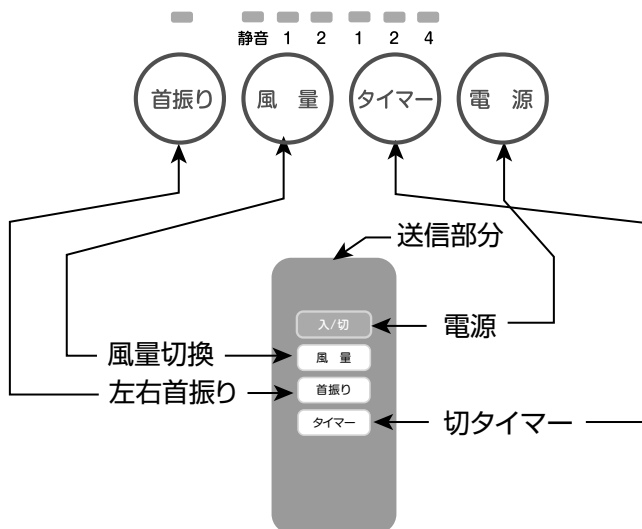 静音 1 2 1 2 4
首振り 風 量 タイマー 電 源
送信部分
入/切
電源
風量切換
風 量
左右首振り
首振り
タイマー
切タイマー